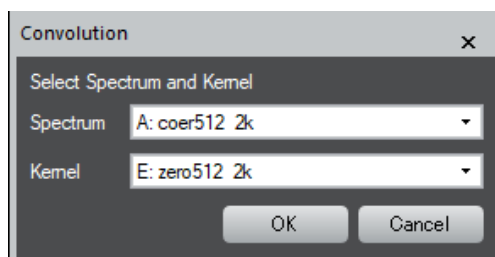 Convolution
Select Spectrum and Kernel
Spectrum A: coer512 2k
Kernel E: zero512 2k
OK Cancel